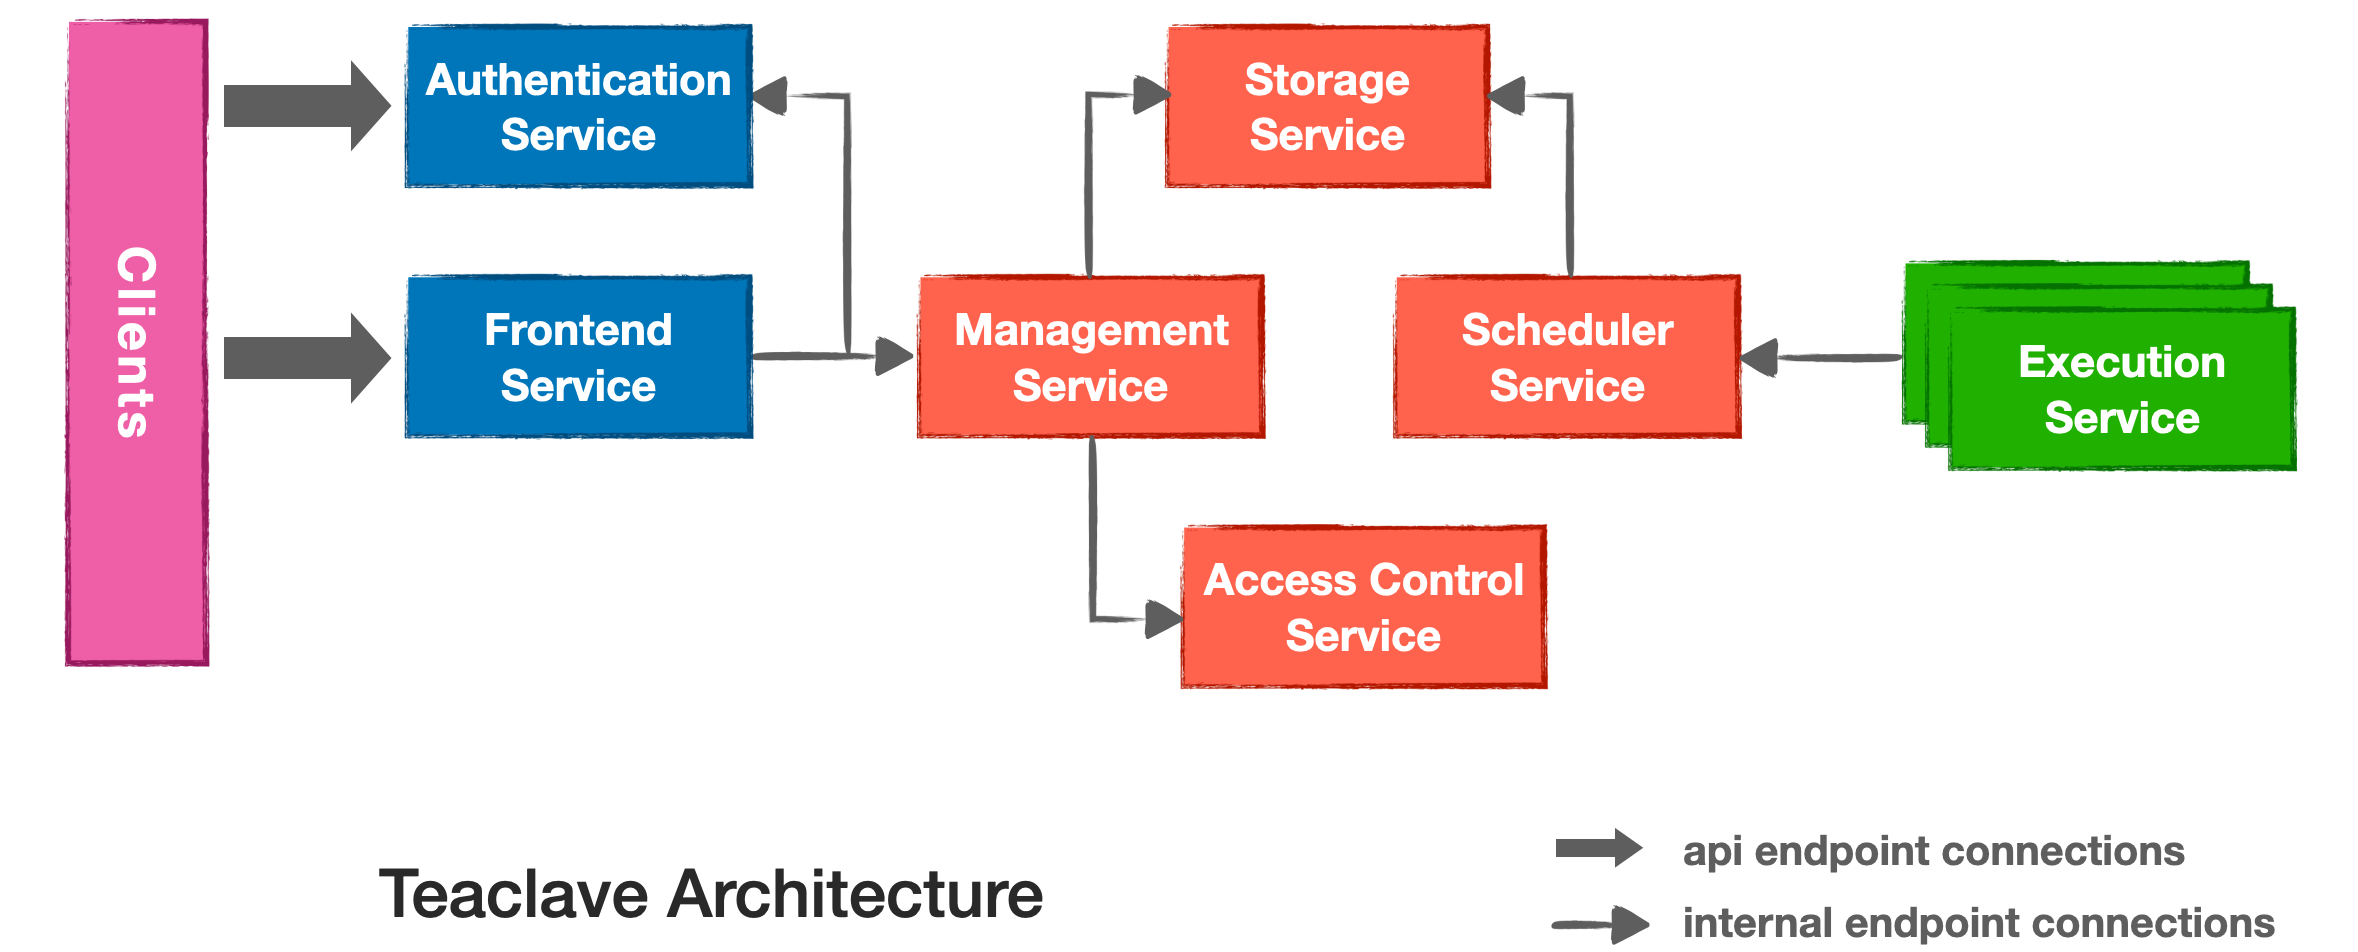 Clients
Authentication
Service
Storage
Service
Frontend
Service
Management
Service
Scheduler
Service
Execution
Service
Access Control
Service
Teaclave Architecture
api endpoint connections
internal endpoint connections